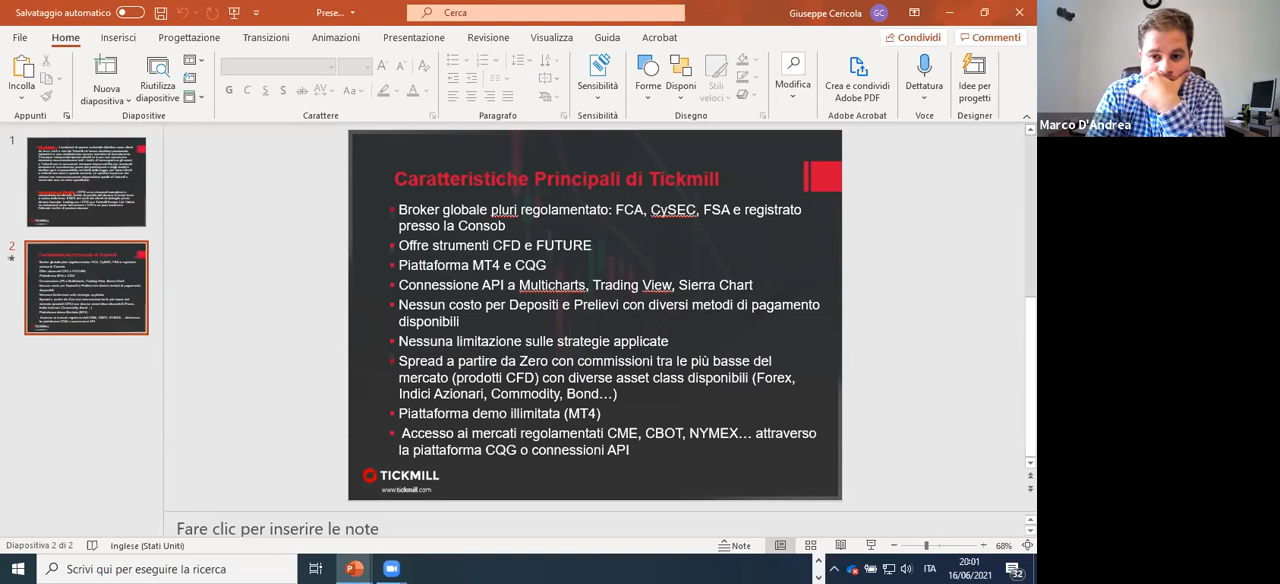 Salvataggio automatico
Prese...
Cerca
Giuseppe Cericola
GC
File
Home
Inserisci
Progettazione
Transizioni
Animazioni
Presentazione
Revisione
Visualizza
Guida
Acrobat
Condividi
Commenti
Incolla
Nuova diapositiva
Riutilizza diapositive
G C S S ab AV Aa A
Sensibilità
Forme
Disponi
Stili veloci
Modifica
Crea e condividi Adobe PDF
Dettatura
Idee per progetti
Appunti
Diapositive
Carattere
Paragrafo
Sensibilità
Disegno
Adobe Acrobat
Voce
Designer
Marco D'Andrea
1
2
Caratteristiche Principali di Tickmill
Broker globale pluri regolamentato: FCA, CySEC, FSA e registrato
presso la Consob
Offre strumenti CFD e FUTURE
Piattaforma MT4 e CQG
Connessione API a Multicharts, Trading View, Sierra Chart
Nessun costo per Depositi e Prelievi con diversi metodi di pagamento
disponibili
Nessuna limitazione sulle strategie applicate
Spread a partire da Zero con commissioni tra le più basse del
mercato (prodotti CFD) con diverse asset class disponibili (Forex,
Indici Azionari, Commodity, Bond…)
Piattaforma demo illimitata (MT4)
Accesso ai mercati regolamentati CME, CBOT, NYMEX… attraverso
la piattaforma CQG o connessioni API
TICKMILL
www.tickmill.com
Fare clic per inserire le note
Diapositiva 2 di 2
Inglese (Stati Uniti)
Note
68%
Scrivi qui per eseguire la ricerca
ITA
20:01
16/06/2021
32